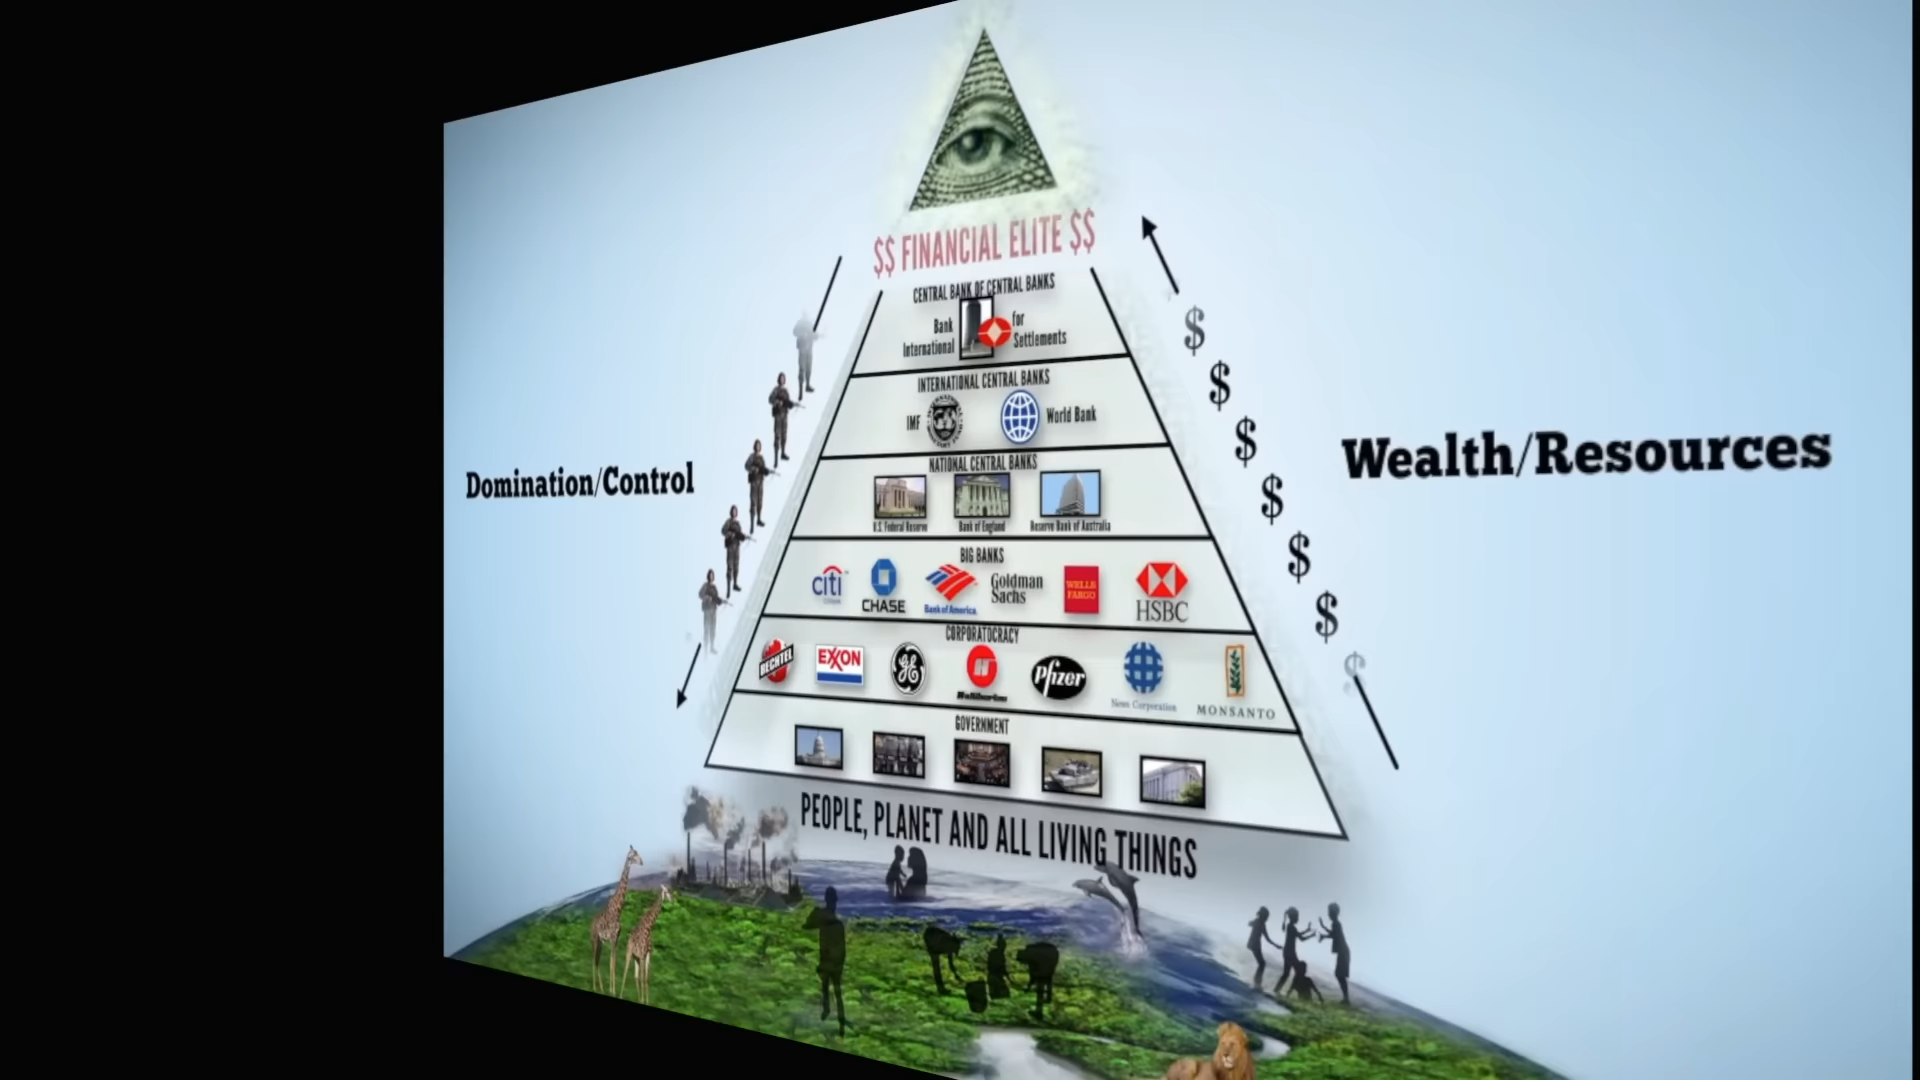 $$ FINANCIAL ELITE $$
CENTRAL BANK OF CENTRAL BANKS
Bank
International
for
Settlements
INTERNATIONAL CENTRAL BANKS
IMF
World Bank
NATIONAL CENTRAL BANKS
U.S. Federal Reserve
Bank of England
Reserve Bank of Australia
Domination/Control
Wealth/Resources
BIG BANKS
citi
CHASE
Bank of America
Goldman
Sachs
WELLS
FARGO
HSBC
CORPORATOCRACY
BECHTEL
EXXON
GE
Halliburton
Pfizer
News Corporation
MONSANTO
GOVERNMENT
PEOPLE, PLANET AND ALL LIVING THINGS
$
$
$
$
$
$
$